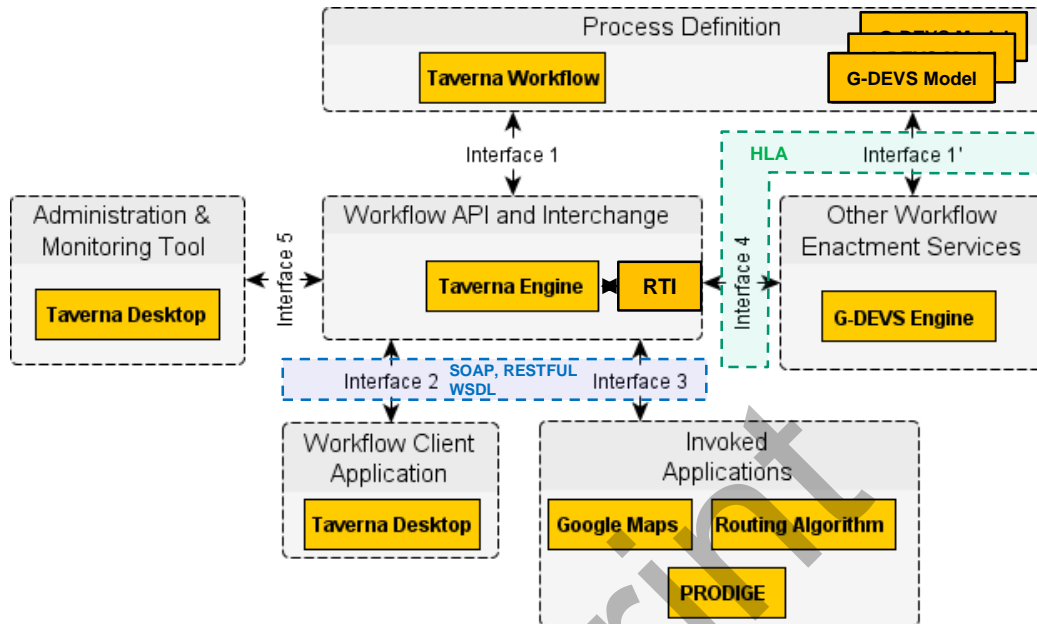 Process Definition
G-DEVS Model
Taverna Workflow
G-DEVS Model
Interface 1
HLA
Interface 1'
Administration &
Monitoring Tool
Taverna Desktop
Interface 5
Workflow API and Interchange
Taverna Engine
RTI
Interface 4
Other Workflow
Enactment Services
G-DEVS Engine
Interface 2
SOAP, RESTFUL
WSDL
Interface 3
Workflow Client
Application
Taverna Desktop
Invoked
Applications
Google Maps
Routing Algorithm
PRODIGE